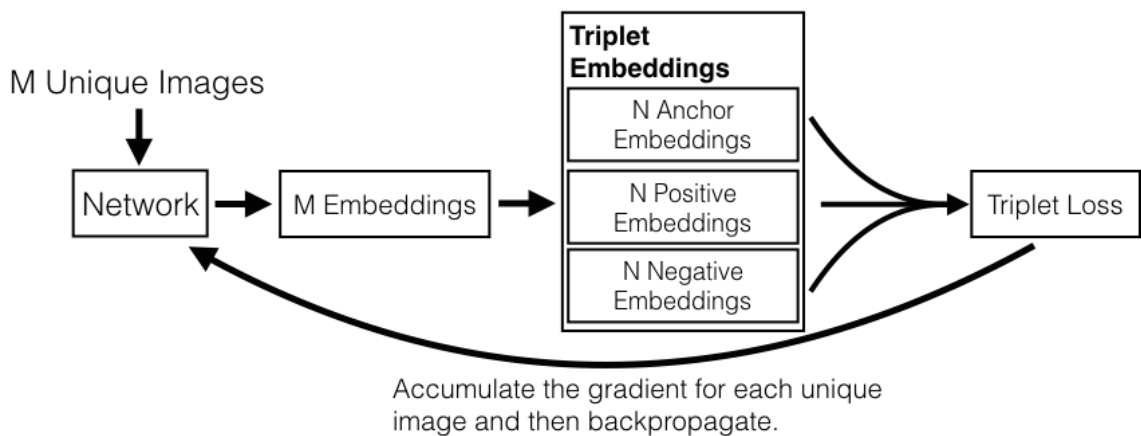 M Unique Images
Network
M Embeddings
Triplet
Embeddings
N Anchor
Embeddings
N Positive
Embeddings
N Negative
Embeddings
Triplet Loss
Accumulate the gradient for each unique
image and then backpropagate.